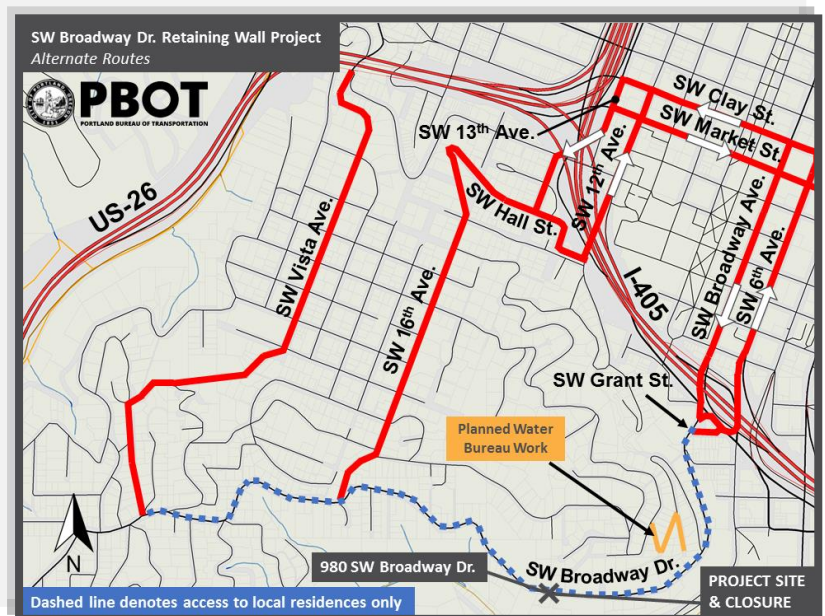 SW Broadway Dr. Retaining Wall Project
Alternate Routes
PBOT
PORTLAND BUREAU OF TRANSPORTATION
US-26
SW Vista Ave.
SW 16th Ave.
SW 13th Ave.
SW Hall St.
SW 12th Ave.
SW Clay St.
SW Market St.
SW Broadway Ave.
SW 6th Ave.
I-405
SW Grant St.
Planned Water
Bureau Work
N
980 SW Broadway Dr.
SW Broadway Dr.
PROJECT SITE
& CLOSURE
Dashed line denotes access to local residences only